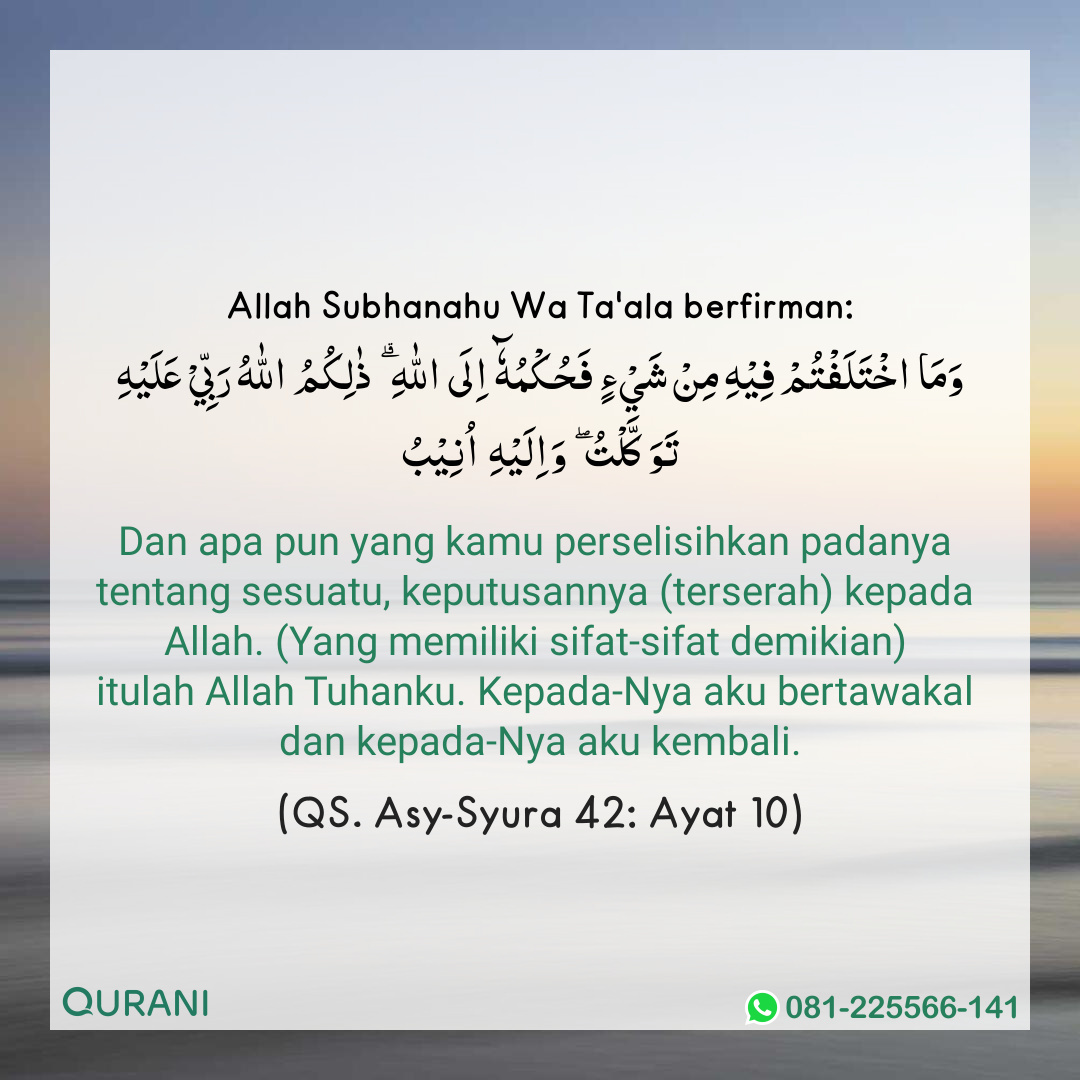 Allah Subhanahu Wa Ta'ala berfirman:
وَمَا اخْتَلَفْتُمْ فِيْهِ مِنْ شَيْءٍ فَحُكْمُهٗٓ اِلَى اللّٰهِ ۗ ذٰلِكُمُ اللّٰهُ رَبِّيْ عَلَيْهِ
تَوَكَّلْتُ ۖ وَاِلَيْهِ اُنِيْبُ
Dan apa pun yang kamu perselisihkan padanya
tentang sesuatu, keputusannya (terserah) kepada
Allah. (Yang memiliki sifat-sifat demikian)
itulah Allah Tuhanku. Kepada-Nya aku bertawakal
dan kepada-Nya aku kembali.
(QS. Asy-Syura 42: Ayat 10)
QURANI
081-225566-141